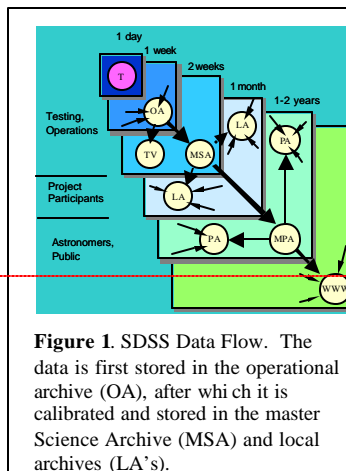 1 day
1 week
2 weeks
1 month
1-2 years
T
OA
LA
PA
Testing,
Operations
TV
MSA
Project
Participants
LA
Astronomers,
Public
PA
MPA
WWW
Figure 1. SDSS Data Flow. The
data is first stored in the operational
archive (OA), after whi ch it is
calibrated and stored in the master
Science Archive (MSA) and local
archives (LA's).